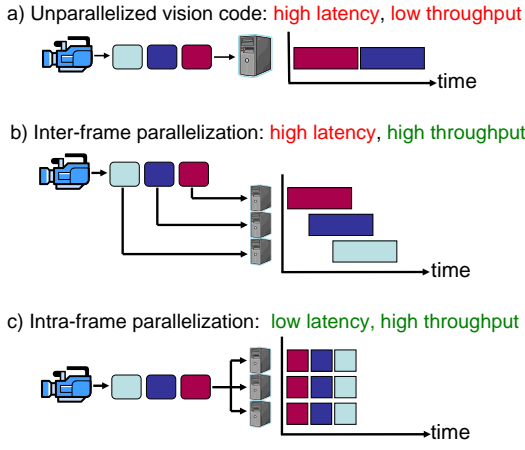 a) Unparallelized vision code: high latency, low throughput
time
b) Inter-frame parallelization: high latency, high throughput
time
c) Intra-frame parallelization: low latency, high throughput
time